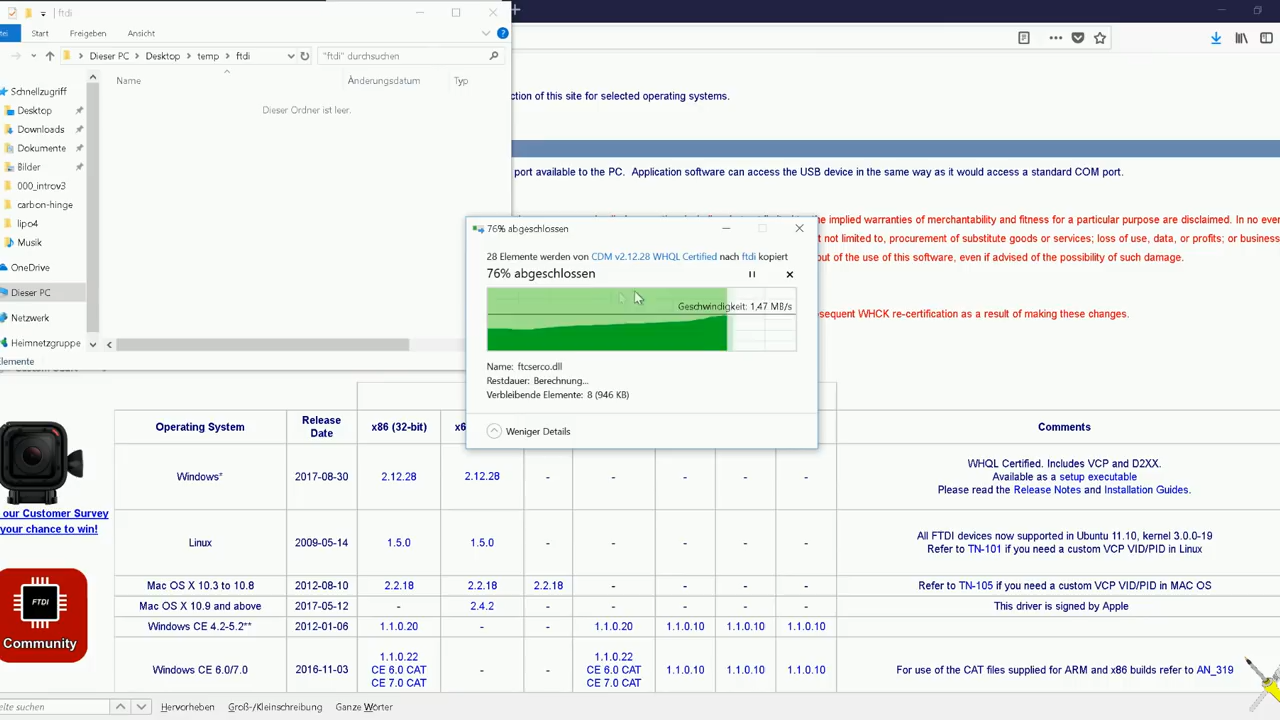 ftdi
tei
Start
Freigeben
Ansicht
Dieser PC
Desktop
temp
ftdi
"ftdi" durchsuchen
Name
Änderungsdatum
Typ
Dieser Ordner ist leer.
Schnellzugriff
Desktop
Downloads
Dokumente
Bilder
000_introv3
carbon-hinge
lipo4
Musik
OneDrive
Dieser PC
Netzwerk
Heimnetzgruppe
Elemente
ction of this site for selected operating systems.
port available to the PC. Application software can access the USB device in the same way as it would access a standard COM port.
the implied warranties of merchantability and fitness for a particular purpose are disclaimed. In no eve
t not limited to, procurement of substitute goods or services; loss of use, data, or profits; or business
out of the use of this software, even if advised of the possibility of such damage.
sequent WHCK re-certification as a result of making these changes.
76% abgeschlossen
28 Elemente werden von CDM v2.12.28 WHQL Certified nach ftdi kopiert
76% abgeschlossen
Geschwindigkeit: 1,47 MB/s
Name: ftcserco.dll
Restdauer: Berechnung...
Verbleibende Elemente: 8 (946 KB)
Weniger Details
Operating System
Release
Date
x86 (32-bit)
x6
Comments
Windows*
2017-08-30
2.12.28
2.12.28
-
-
-
-
-
WHQL Certified. Includes VCP and D2XX.
Available as a setup executable
Please read the Release Notes and Installation Guides.
Linux
2009-05-14
1.5.0
1.5.0
-
-
-
-
-
All FTDI devices now supported in Ubuntu 11.10, kernel 3.0.0-19
Refer to TN-101 if you need a custom VCP VID/PID in Linux
Mac OS X 10.3 to 10.8
2012-08-10
2.2.18
2.2.18
2.2.18
-
-
-
-
Refer to TN-105 if you need a custom VCP VID/PID in MAC OS
Mac OS X 10.9 and above
2017-05-12
-
2.4.2
-
-
-
-
-
This driver is signed by Apple
Windows CE 4.2-5.2**
2012-01-06
1.1.0.20
-
-
1.1.0.20
1.1.0.10
1.1.0.10
1.1.0.10
Windows CE 6.0/7.0
2016-11-03
1.1.0.22
CE 6.0 CAT
CE 7.0 CAT
-
-
1.1.0.22
CE 6.0 CAT
CE 7.0 CAT
1.1.0.10
1.1.0.10
1.1.0.10
For use of the CAT files supplied for ARM and x86 builds refer to AN_319
our Customer Survey
your chance to win!
FTDI
Community
eite suchen
Hervorheben
Groß-/Kleinschreibung
Ganze Wörter